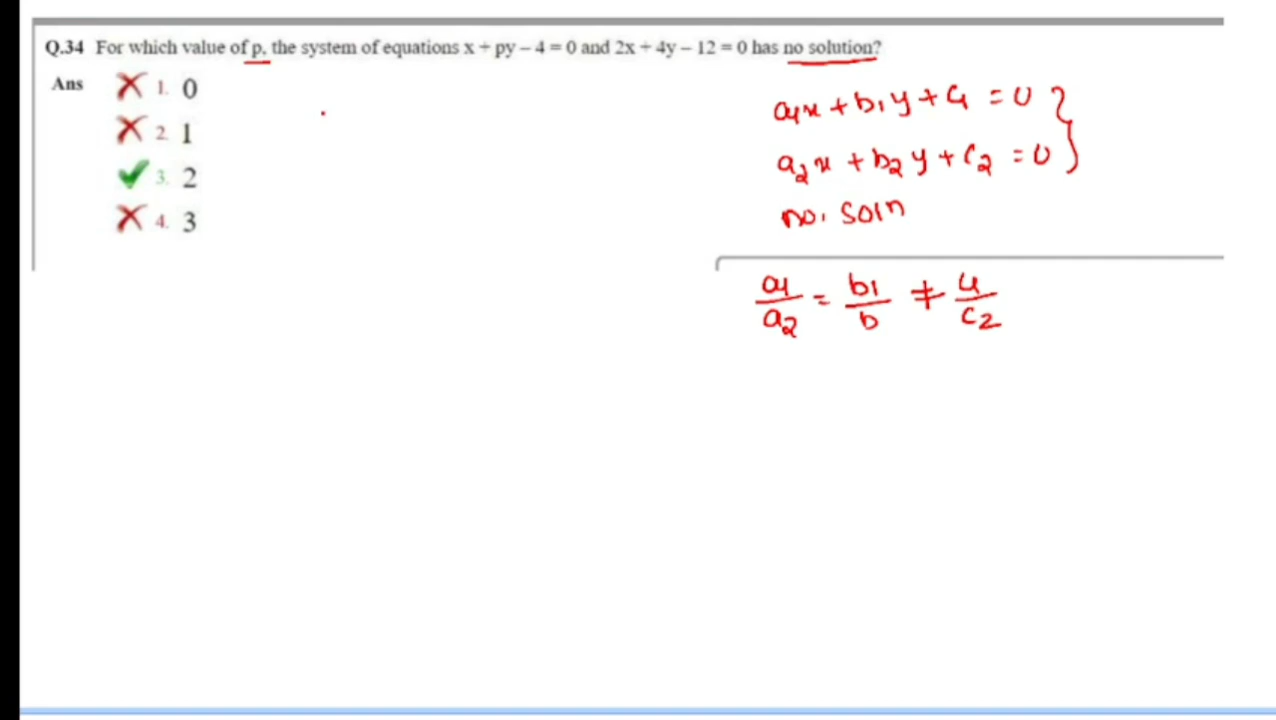 Q.34 For which value of p, the system of equations x + py – 4 = 0 and 2x + 4y – 12 = 0 has no solution?
Ans 1. 0
2. 1
3. 2
4. 3
a₁x + b₁y + c₁ = 0
a₂x + b₂y + c₂ = 0
no. soln
a₁/a₂ = b₁/b ≠ c₁/c₂